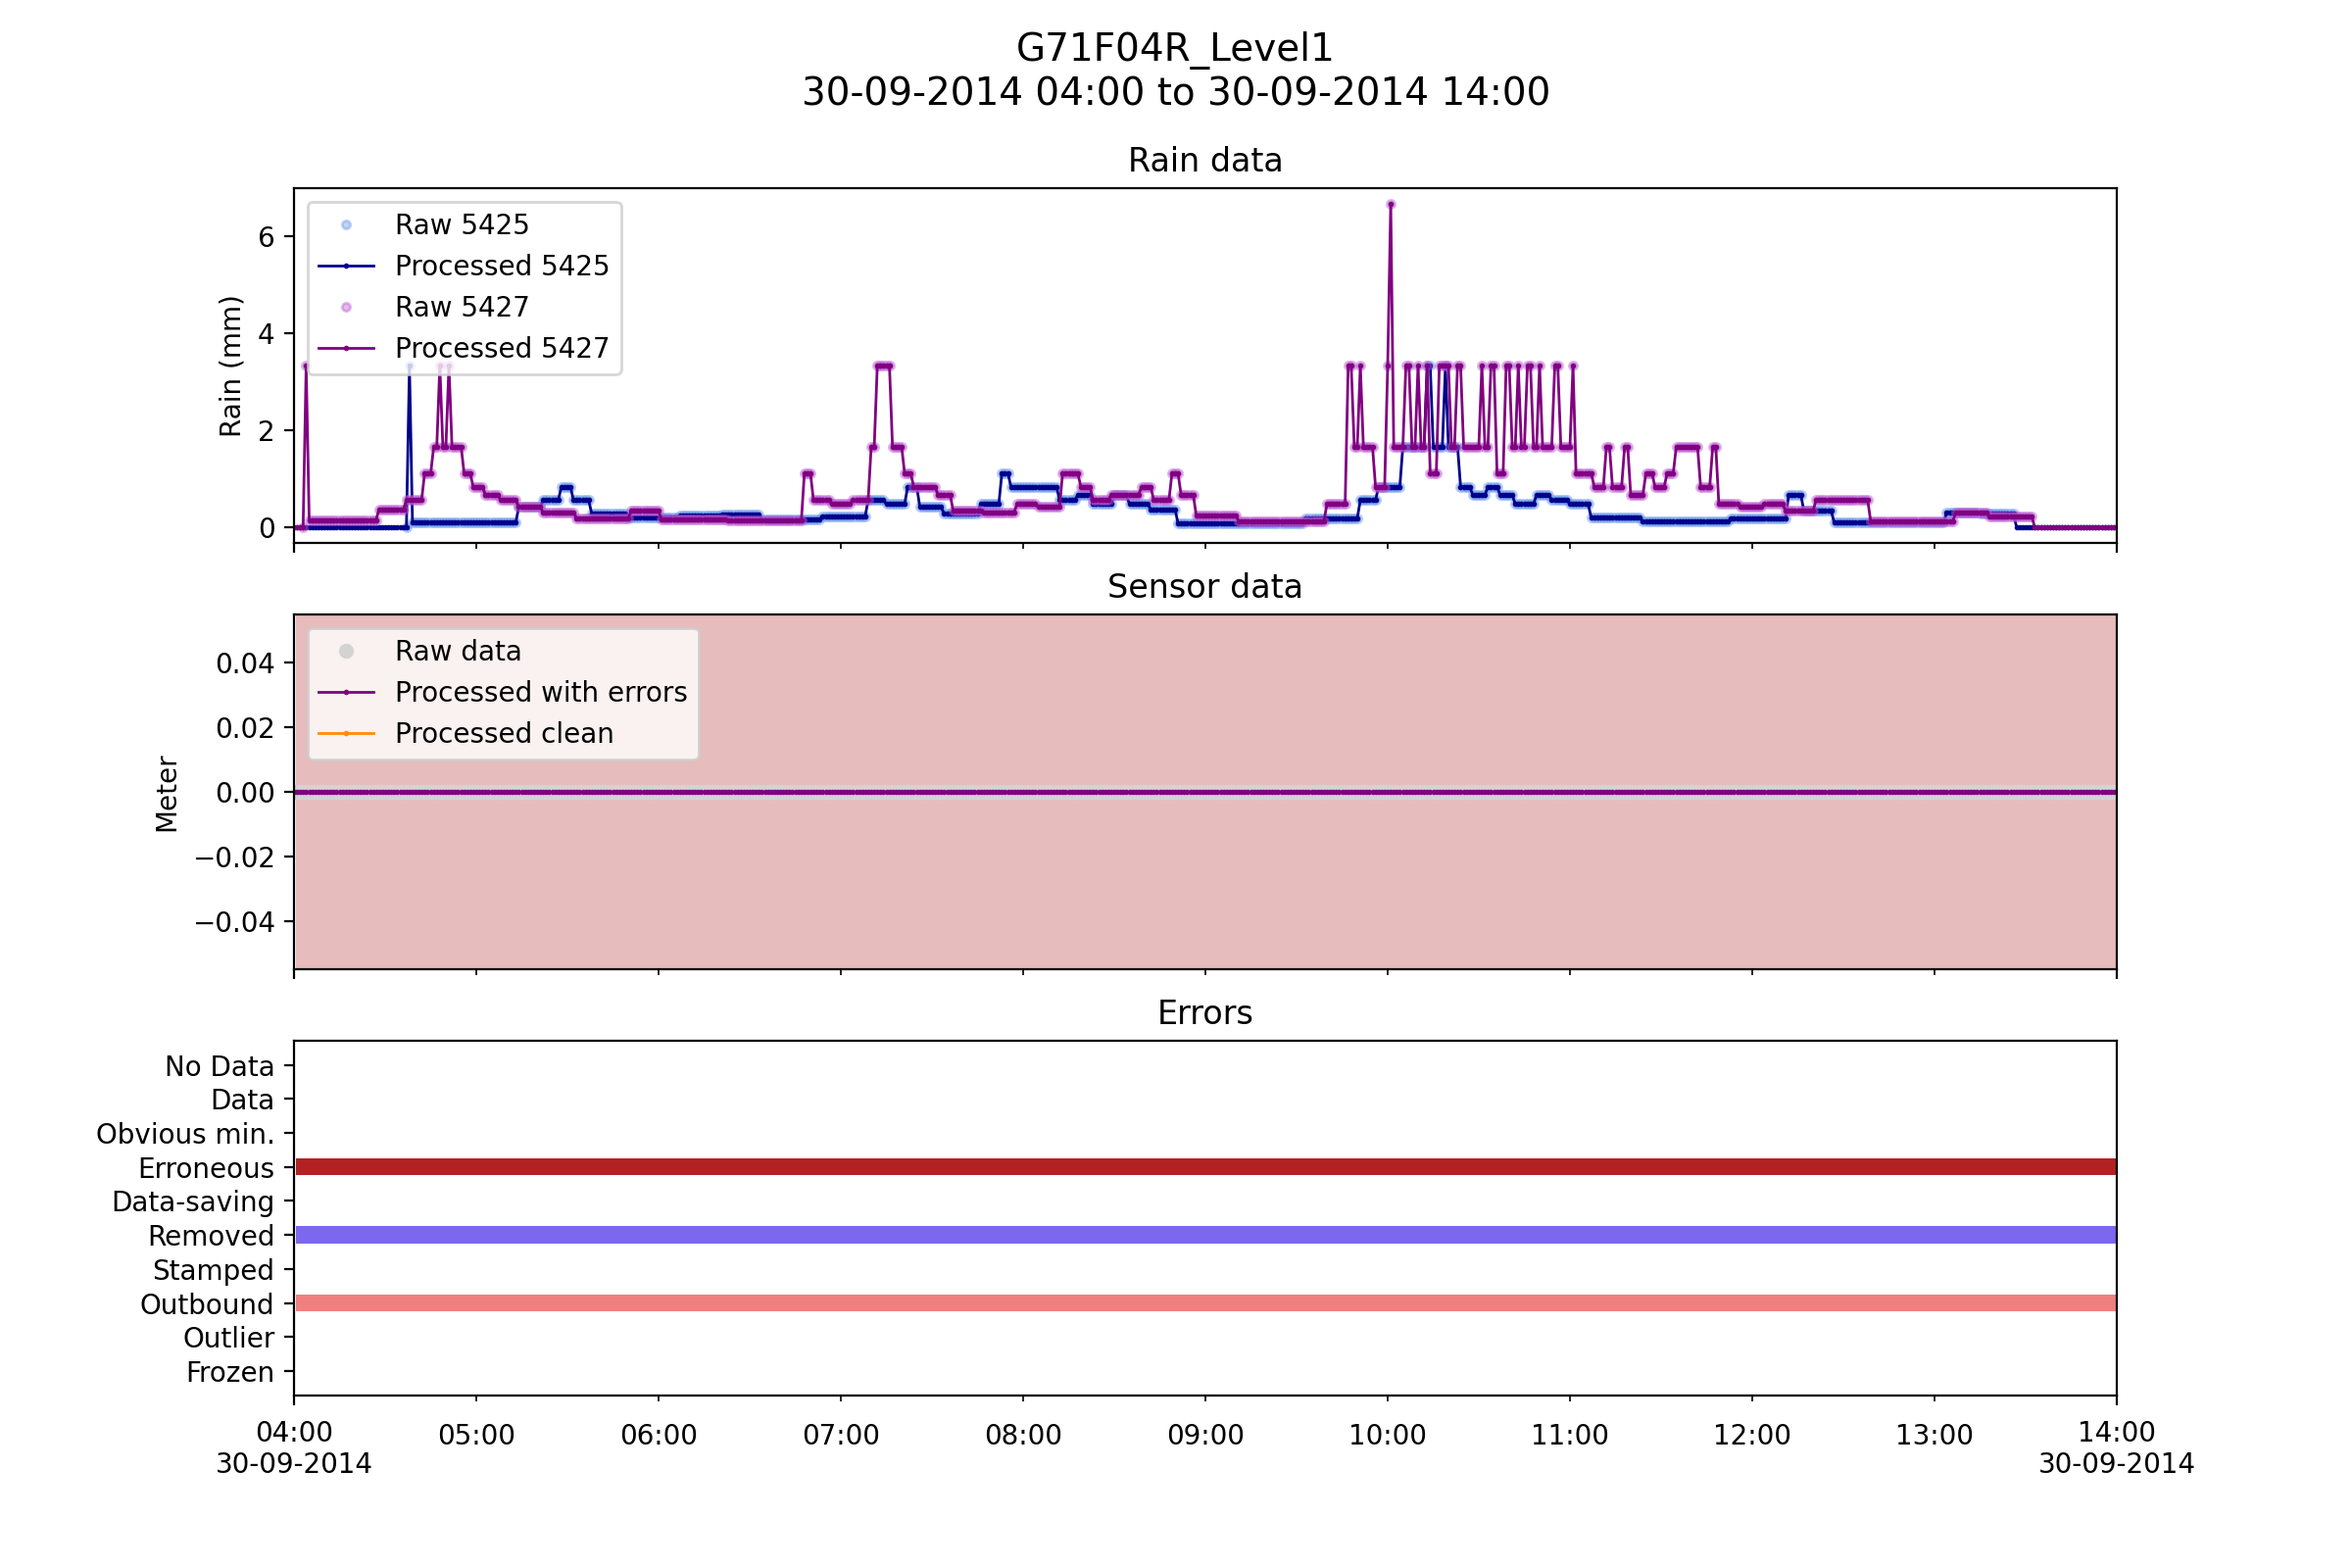 G71F04R_Level1
30-09-2014 04:00 to 30-09-2014 14:00
Rain data
Rain (mm)
6
4
2
0
Raw 5425
Processed 5425
Raw 5427
Processed 5427
Sensor data
Meter
0.04
0.02
0.00
−0.02
−0.04
Raw data
Processed with errors
Processed clean
Errors
No Data
Data
Obvious min.
Erroneous
Data-saving
Removed
Stamped
Outbound
Outlier
Frozen
04:00 05:00 06:00 07:00 08:00 09:00 10:00 11:00 12:00 13:00 14:00
30-09-2014 30-09-2014